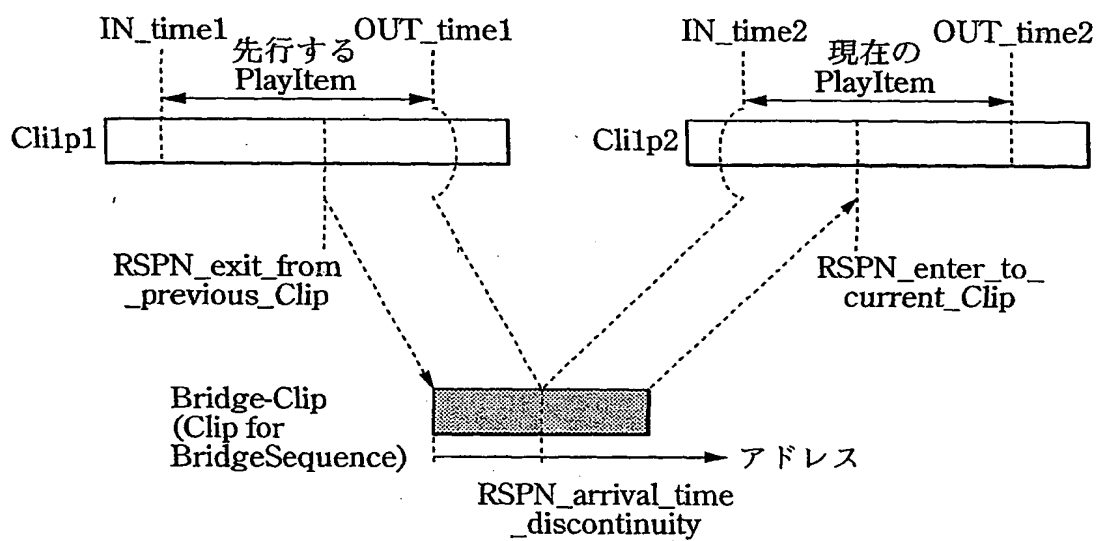 IN_time1
OUT_time1
先行する
PlayItem
IN_time2
OUT_time2
現在の
PlayItem
Cli1p1
Cli1p2
RSPN_exit_from
_previous_Clip
RSPN_enter_to_
current_Clip
Bridge-Clip
(Clip for
BridgeSequence)
アドレス
RSPN_arrival_time
_discontinuity